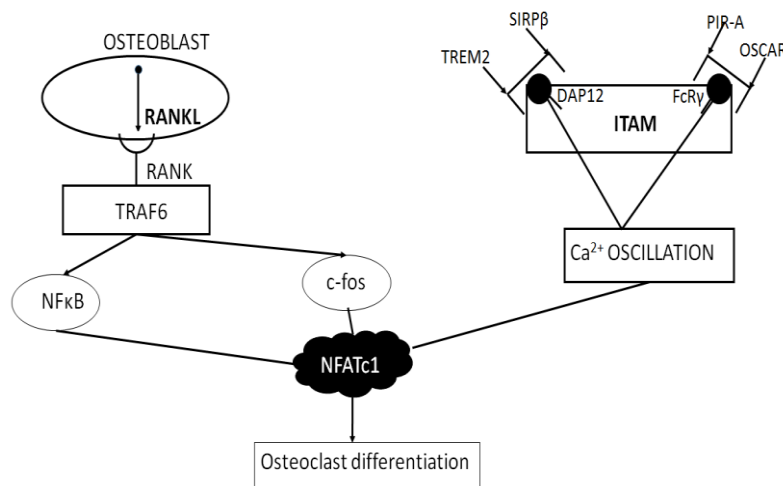 OSTEOBLAST
RANKL
RANK
TRAF6
NFκB
c-fos
SIRPβ
TREM2
PIR-A
OSCAR
DAP12
FcRγ
ITAM
Ca²⁺ OSCILLATION
NFATc1
Osteoclast differentiation